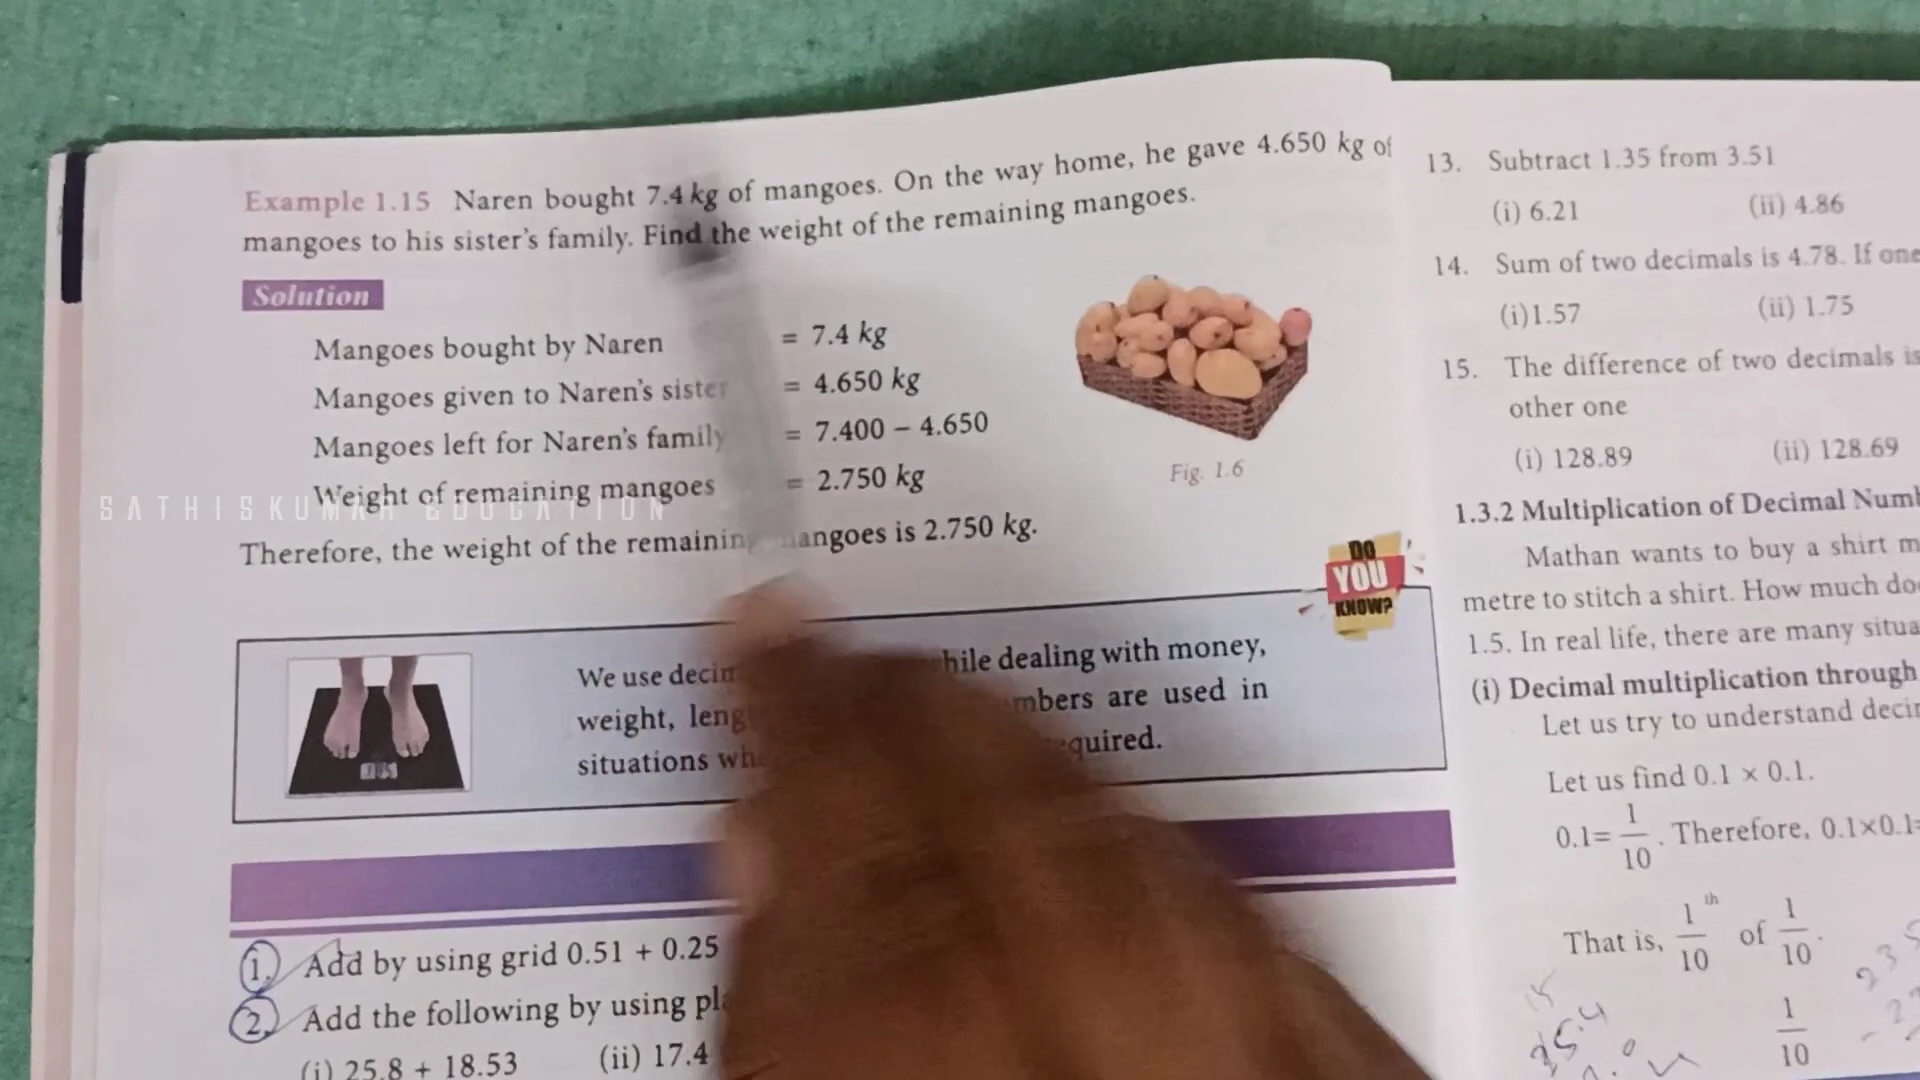 Example 1.15 Naren bought 7.4 kg of mangoes. On the way home, he gave 4.650 kg of
mangoes to his sister's family. Find the weight of the remaining mangoes.
Solution
Mangoes bought by Naren = 7.4 kg
Mangoes given to Naren's sister = 4.650 kg
Mangoes left for Naren's family = 7.400 – 4.650
Weight of remaining mangoes = 2.750 kg
Therefore, the weight of the remaining mangoes is 2.750 kg.
Fig. 1.6
SATHISKUMAR EDUCATION
DO
YOU
KNOW?
We use while dealing with money,
weight, are used in
situations
1. Add by using grid 0.51 + 0.25
2. Add the following by using
(i) 25.8 + 18.53 (ii) 17.4
13. Subtract 1.35 from 3.51
(i) 6.21 (ii) 4.86
14. Sum of two decimals is 4.78. If one
(i) 1.57 (ii) 1.75
15. The difference of two decimals is
other one
(i) 128.89 (ii) 128.69
1.3.2 Multiplication of Decimal
Mathan wants to buy a shirt
metre to stitch a shirt. How much
1.5. In real life, there are many
(i) Decimal multiplication through
Let us try to understand
Let us find 0.1 × 0.1.
0.1= 1/10 . Therefore, 0.1×0.1=
That is, 1/10 th of 1/10 .
1/10